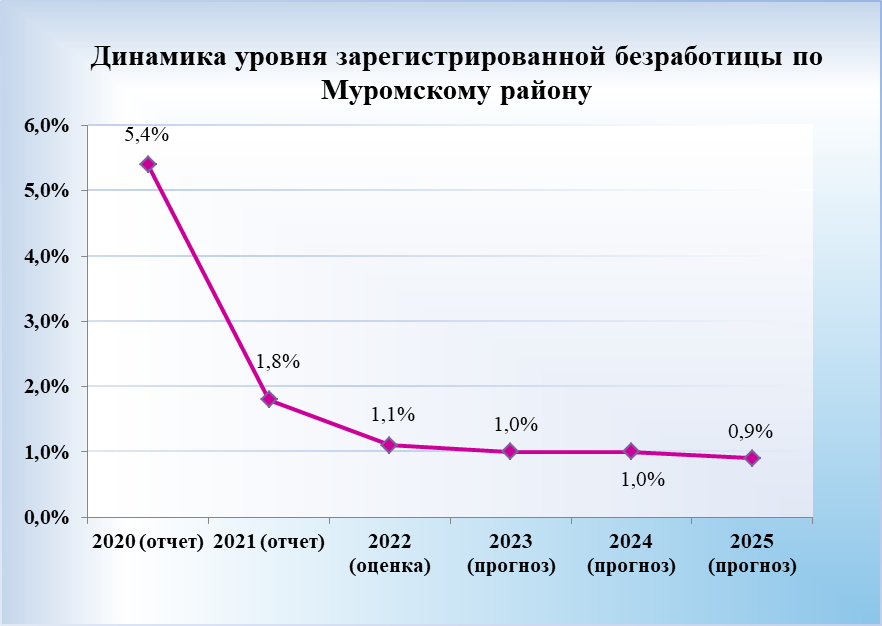 Динамика уровня зарегистрированной безработицы по
Муромскому району
6,0%
5,0%
4,0%
3,0%
2,0%
1,0%
0,0%
5,4%
1,8%
1,1%
1,0%
1,0%
0,9%
2020 (отчет)
2021 (отчет)
2022
(оценка)
2023
(прогноз)
2024
(прогноз)
2025
(прогноз)